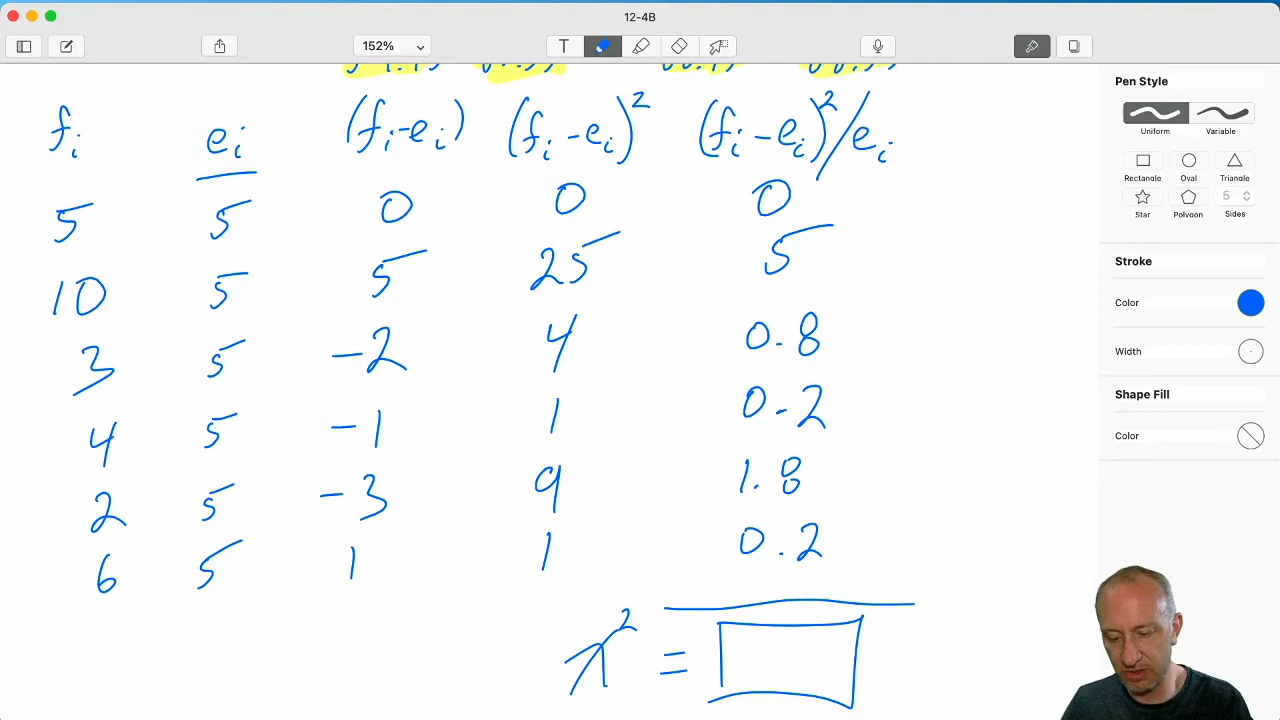 12-4B
152%
T
Pen Style
Uniform Variable
Rectangle Oval Triangle
Star Polygon 5 Sides
Stroke
Color
Width
Shape Fill
Color
fᵢ eᵢ (fᵢ-eᵢ) (fᵢ-eᵢ)² (fᵢ-eᵢ)²/eᵢ
5 5 0 0 0
10 5 5 25 5
3 5 -2 4 0.8
4 5 -1 1 0.2
2 5 -3 9 1.8
6 5 1 1 0.2
χ² =